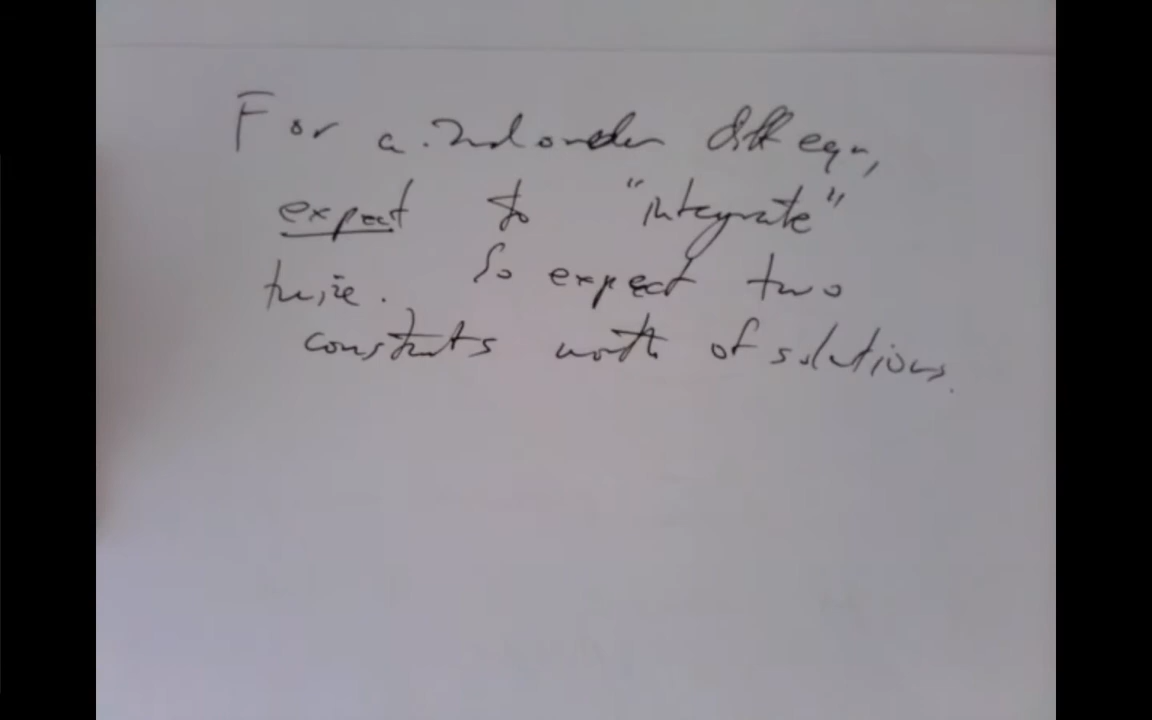 For a 2nd order diff eqn,
expect to "integrate"
twice. So expect two
constants worth of solutions.